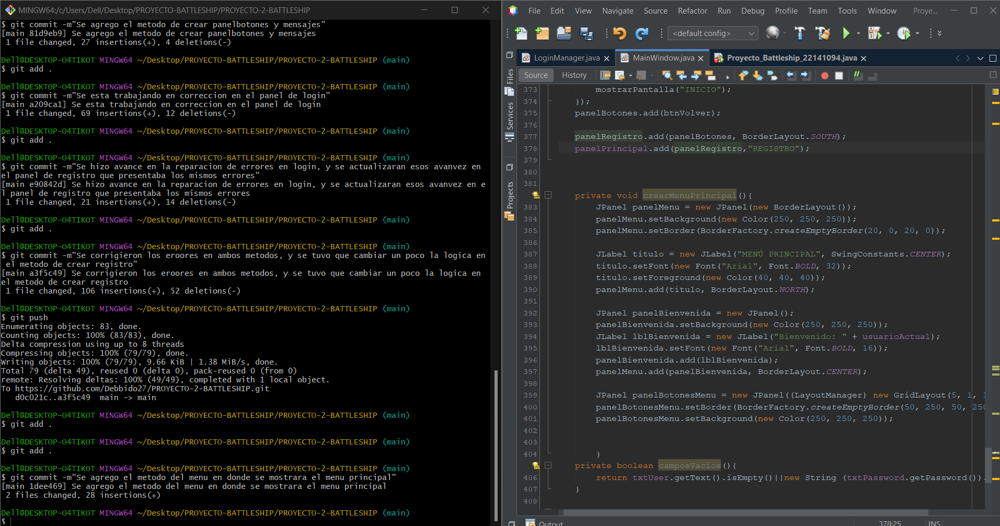 MINGW64:/c/Users/Dell/Desktop/PROYECTO-BATTLESHIP/PROYECTO-2-BATTLESHIP
$ git commit -m"Se agrego el metodo de crear panelbotones y mensajes"
[main 81d9eb9] Se agrego el metodo de crear panelbotones y mensajes
 1 file changed, 27 insertions(+), 4 deletions(-)
Dell@DESKTOP-O4TIKOT MINGW64 ~/Desktop/PROYECTO-BATTLESHIP/PROYECTO-2-BATTLESHIP (main)
$ git add .
Dell@DESKTOP-O4TIKOT MINGW64 ~/Desktop/PROYECTO-BATTLESHIP/PROYECTO-2-BATTLESHIP (main)
$ git commit -m"Se esta trabajando en correccion en el panel de login"
[main a209ca1] Se esta trabajando en correccion en el panel de login
 1 file changed, 69 insertions(+), 12 deletions(-)
Dell@DESKTOP-O4TIKOT MINGW64 ~/Desktop/PROYECTO-BATTLESHIP/PROYECTO-2-BATTLESHIP (main)
$ git add .
Dell@DESKTOP-O4TIKOT MINGW64 ~/Desktop/PROYECTO-BATTLESHIP/PROYECTO-2-BATTLESHIP (main)
$ git commit -m"Se hizo avance en la reparacion de errores en login, y se actualizaran esos avanvez en
el panel de registro que presentaba los mismos errores"
[main e90842d] Se hizo avance en la reparacion de errores en login, y se actualizaran esos avanvez en e
l panel de registro que presentaba los mismos errores
 1 file changed, 21 insertions(+), 14 deletions(-)
Dell@DESKTOP-O4TIKOT MINGW64 ~/Desktop/PROYECTO-BATTLESHIP/PROYECTO-2-BATTLESHIP (main)
$ git add .
Dell@DESKTOP-O4TIKOT MINGW64 ~/Desktop/PROYECTO-BATTLESHIP/PROYECTO-2-BATTLESHIP (main)
$ git commit -m"Se corrigieron los eroores en ambos metodos, y se tuvo que cambiar un poco la logica en
 el metodo de crear registro"
[main a3f5c49] Se corrigieron los eroores en ambos metodos, y se tuvo que cambiar un poco la logica en
el metodo de crear registro
 1 file changed, 106 insertions(+), 52 deletions(-)
Dell@DESKTOP-O4TIKOT MINGW64 ~/Desktop/PROYECTO-BATTLESHIP/PROYECTO-2-BATTLESHIP (main)
$ git push
Enumerating objects: 83, done.
Counting objects: 100% (83/83), done.
Delta compression using up to 8 threads
Compressing objects: 100% (79/79), done.
Writing objects: 100% (79/79), 9.66 KiB | 1.38 MiB/s, done.
Total 79 (delta 49), reused 0 (delta 0), pack-reused 0 (from 0)
remote: Resolving deltas: 100% (49/49), completed with 1 local object.
To https://github.com/Debbido27/PROYECTO-2-BATTLESHIP.git
   d0c021c..a3f5c49  main -> main
Dell@DESKTOP-O4TIKOT MINGW64 ~/Desktop/PROYECTO-BATTLESHIP/PROYECTO-2-BATTLESHIP (main)
$ git add .
Dell@DESKTOP-O4TIKOT MINGW64 ~/Desktop/PROYECTO-BATTLESHIP/PROYECTO-2-BATTLESHIP (main)
$ git add .
Dell@DESKTOP-O4TIKOT MINGW64 ~/Desktop/PROYECTO-BATTLESHIP/PROYECTO-2-BATTLESHIP (main)
$ git commit -m"Se agrego el metodo del menu en donde se mostrara el menu principal"
[main 1dee469] Se agrego el metodo del menu en donde se mostrara el menu principal
 2 files changed, 28 insertions(+)
Dell@DESKTOP-O4TIKOT MINGW64 ~/Desktop/PROYECTO-BATTLESHIP/PROYECTO-2-BATTLESHIP (main)
$
File Edit View Navigate Source Refactor Run Debug Profile Team Tools Window Proye...
<default config>
LoginManager.java MainWindow.java Proyecto_Battleship_22141094.java
Source History
Files
Services
Projects
373 mostrarPantalla("INICIO");
374 });
375 panelBotones.add(btnVolver);
376
377 panelRegistro.add(panelBotones, BorderLayout.SOUTH);
378 panelPrincipal.add(panelRegistro,"REGISTRO");
379
380
381
private void crearMenuPrincipal(){
383 JPanel panelMenu = new JPanel(new BorderLayout());
384 panelMenu.setBackground(new Color(250, 250, 250));
385 panelMenu.setBorder(BorderFactory.createEmptyBorder(20, 0, 20, 0));
386
387 JLabel titulo = new JLabel("MENÚ PRINCIPAL", SwingConstants.CENTER);
388 titulo.setFont(new Font("Arial", Font.BOLD, 32));
389 titulo.setForeground(new Color(40, 40, 40));
390 panelMenu.add(titulo, BorderLayout.NORTH);
391
392 JPanel panelBienvenida = new JPanel();
393 panelBienvenida.setBackground(new Color(250, 250, 250));
394 JLabel lblBienvenida = new JLabel("Bienvenido: " + usuarioActual);
395 lblBienvenida.setFont(new Font("Arial", Font.BOLD, 16));
396 panelBienvenida.add(lblBienvenida);
397 panelMenu.add(panelBienvenida, BorderLayout.CENTER);
398
399 JPanel panelBotonesMenu = new JPanel((LayoutManager) new GridLayout(5, 1, 1
400 panelBotonesMenu.setBorder(BorderFactory.createEmptyBorder(50, 250, 50, 250
401 panelBotonesMenu.setBackground(new Color(250, 250, 250));
402
403
404 }
private boolean camposVacios(){
406 return txtUser.getText().isEmpty()||new String (txtPassword.getPassword()).
407 }
408
Output
378:25 INS